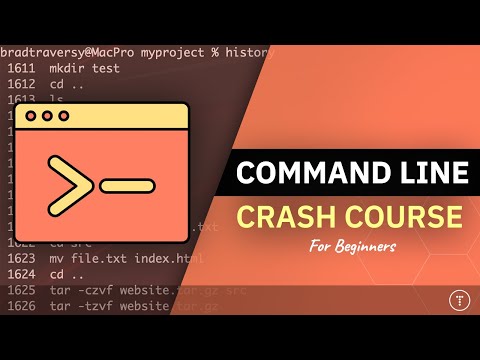 bradtraversy@MacPro myproject % history
1611 mkdir test
1612 cd ..
1613 ls
COMMAND LINE
CRASH COURSE
For Beginners
cd src
1623 mv file.txt index.html
1624 cd ..
1625 tar -czvf website.tar.gz src
1626 tar -xzvf website.tar.gz